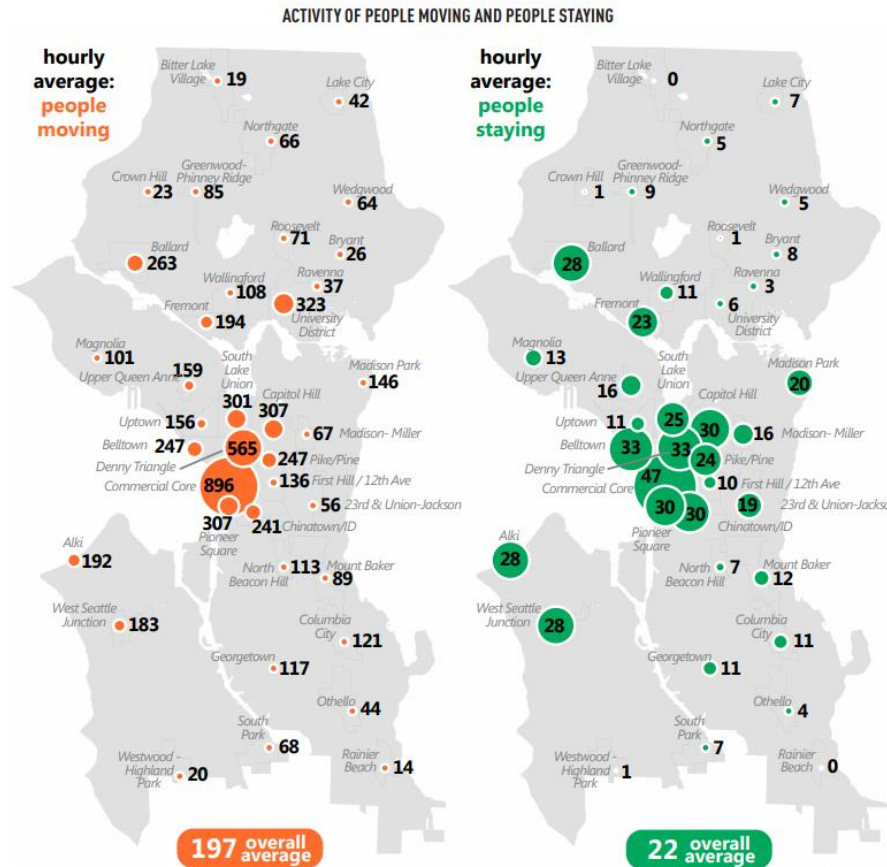 ACTIVITY OF PEOPLE MOVING AND PEOPLE STAYING
hourly
average:
people
moving
Bitter Lake
Village
19
Lake City
42
Northgate
66
Crown Hill
23
Greenwood-
Phinney Ridge
85
Wedgwood
64
Roosevelt
71
Bryant
26
Ballard
263
Wallingford
108
Ravenna
37
Fremont
194
323
University
District
Magnolia
101
159
Upper Queen Anne
South
Lake
Union
301
Capitol Hill
307
Madison Park
146
Uptown
156
67
Madison- Miller
Belltown
247
565
Denny Triangle
247
Pike/Pine
Commercial Core
896
136
First Hill / 12th Ave
56
23rd & Union-Jackson
307
Pioneer
Square
241
Chinatown/ID
Alki
192
North
Beacon Hill
113
Mount Baker
89
West Seattle
Junction
183
Columbia
City
121
Georgetown
117
Othello
44
South
Park
68
Westwood -
Highland
Park
20
Rainier
Beach
14
197 overall
average
hourly
average:
people
staying
Bitter Lake
Village
0
Lake City
7
Northgate
5
Crown Hill
1
Greenwood-
Phinney Ridge
9
Wedgwood
5
Roosevelt
1
Bryant
8
Ballard
28
Wallingford
11
Ravenna
3
Fremont
23
6
University
District
Magnolia
13
Upper Queen Anne
16
South
Lake
Union
25
Capitol Hill
30
Madison Park
20
Uptown
11
16
Madison- Miller
Belltown
33
33
Denny Triangle
24
Pike/Pine
Commercial Core
47
10
First Hill / 12th Ave
19
23rd & Union-Jackson
30
Pioneer
Square
30
Chinatown/ID
Alki
28
North
Beacon Hill
7
Mount Baker
12
West Seattle
Junction
28
Columbia
City
11
Georgetown
11
Othello
4
South
Park
7
Westwood -
Highland
Park
1
Rainier
Beach
0
22 overall
average